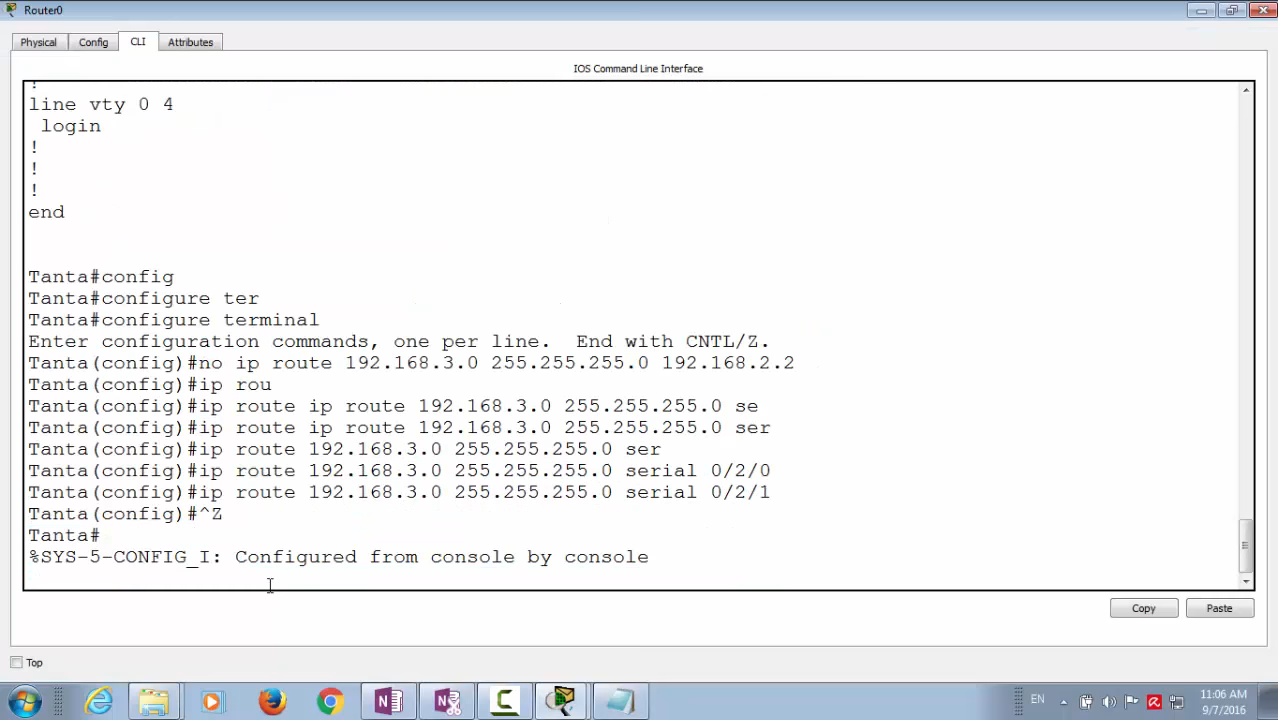 Router0
Physical Config CLI Attributes
IOS Command Line Interface
!
line vty 0 4
login
!
!
!
end
Tanta#config
Tanta#configure ter
Tanta#configure terminal
Enter configuration commands, one per line. End with CNTL/Z.
Tanta(config)#no ip route 192.168.3.0 255.255.255.0 192.168.2.2
Tanta(config)#ip rou
Tanta(config)#ip route ip route 192.168.3.0 255.255.255.0 se
Tanta(config)#ip route ip route 192.168.3.0 255.255.255.0 ser
Tanta(config)#ip route 192.168.3.0 255.255.255.0 ser
Tanta(config)#ip route 192.168.3.0 255.255.255.0 serial 0/2/0
Tanta(config)#ip route 192.168.3.0 255.255.255.0 serial 0/2/1
Tanta(config)#^Z
Tanta#
%SYS-5-CONFIG_I: Configured from console by console
Copy Paste
Top
EN
11:06 AM
9/7/2016